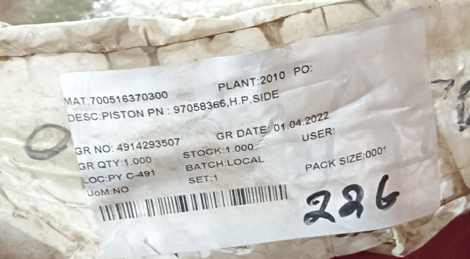 MAT:700516370300 PLANT:2010 PO:
DESC:PISTON PN : 97058366,H.P.SIDE
GR NO: 4914293507 GR DATE: 01.04.2022
GR QTY:1.000 STOCK:1.000 USER:
LOC:PY C-491 BATCH:LOCAL PACK SIZE:0001
UoM:NO SET:1
226